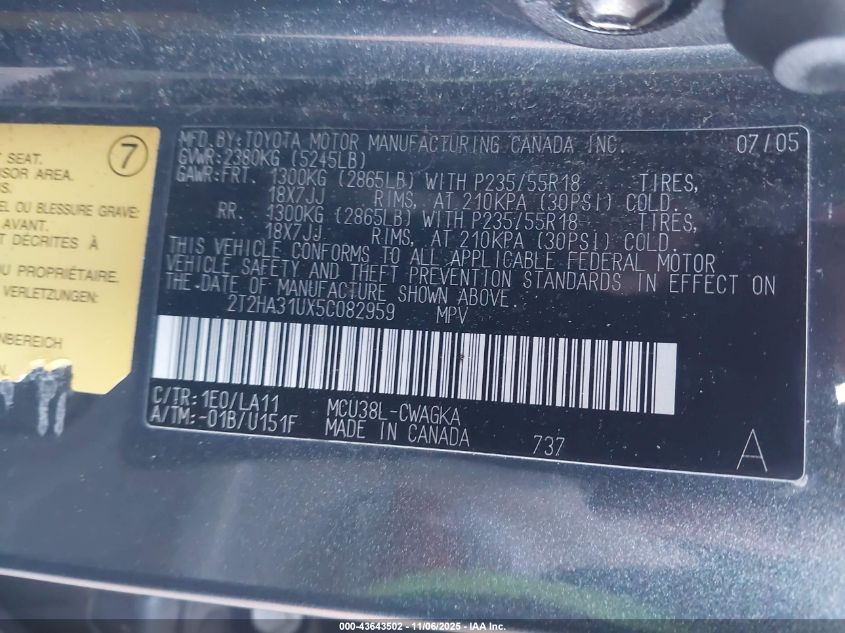 7
SEAT.
SOR AREA.
S.
EL OU BLESSURE GRAVE:
AVANT.
T DÉCRITES À
U PROPRIÉTAIRE.
VERLETZUNGEN:
NBEREICH
N.
MFD.BY:TOYOTA MOTOR MANUFACTURING CANADA INC. 07/05
GVWR:2380KG (5245LB)
GAWR:FRT. 1300KG (2865LB) WITH P235/55R18 TIRES,
18X7JJ RIMS, AT 210KPA (30PSI) COLD.
RR. 1300KG (2865LB) WITH P235/55R18 TIRES,
18X7JJ RIMS, AT 210KPA (30PSI) COLD.
THIS VEHICLE CONFORMS TO ALL APPLICABLE FEDERAL MOTOR
VEHICLE SAFETY AND THEFT PREVENTION STANDARDS IN EFFECT ON
THE DATE OF MANUFACTURE SHOWN ABOVE.
2T2HA31UX5C082959 MPV
C/TR:1E0/LA11 MCU38L-CWAGKA
A/TM:-01B/U151F MADE IN CANADA 737 A
000-43643502 - 11/06/2025 - IAA Inc.